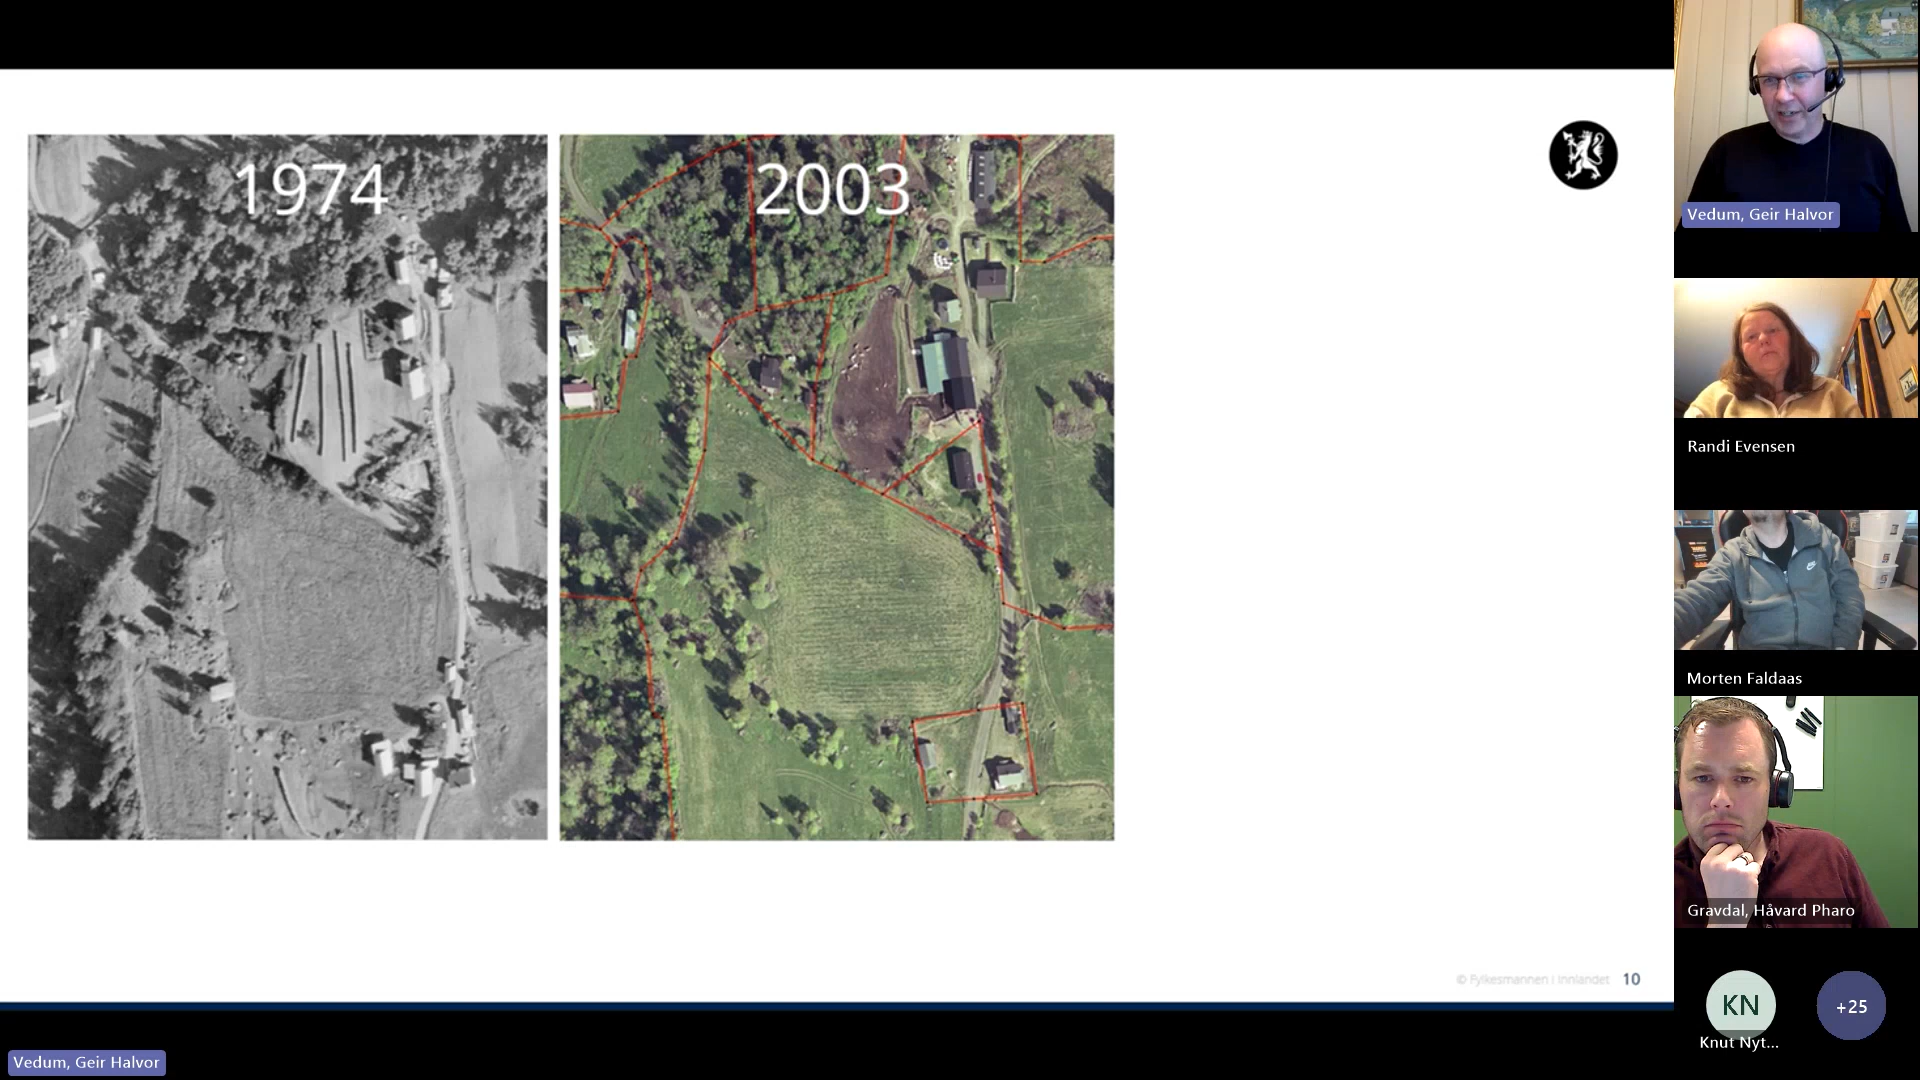 1974
2003
Vedum, Geir Halvor
Randi Evensen
Morten Faldaas
Gravdal, Håvard Pharo
© Fylkesmannen i Innlandet 10
KN
+25
Knut Nyt...
Vedum, Geir Halvor